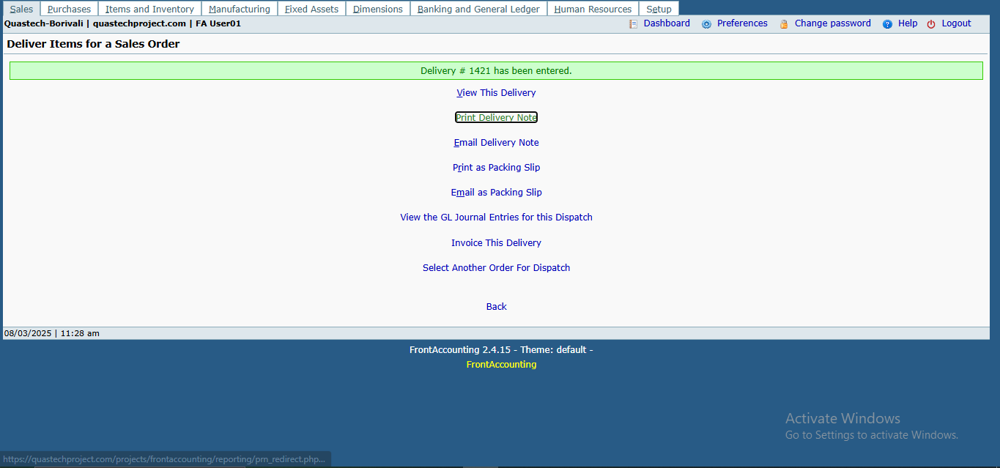 Sales Purchases Items and Inventory Manufacturing Fixed Assets Dimensions Banking and General Ledger Human Resources Setup
Quastech-Borivali | quastechproject.com | FA User01 Dashboard Preferences Change password Help Logout
Deliver Items for a Sales Order
Delivery # 1421 has been entered.
View This Delivery
Print Delivery Note
Email Delivery Note
Print as Packing Slip
Email as Packing Slip
View the GL Journal Entries for this Dispatch
Invoice This Delivery
Select Another Order For Dispatch
Back
08/03/2025 | 11:28 am
FrontAccounting 2.4.15 - Theme: default -
FrontAccounting
Activate Windows
Go to Settings to activate Windows.
https://quastechproject.com/projects/frontaccounting/reporting/prn_redirect.php...